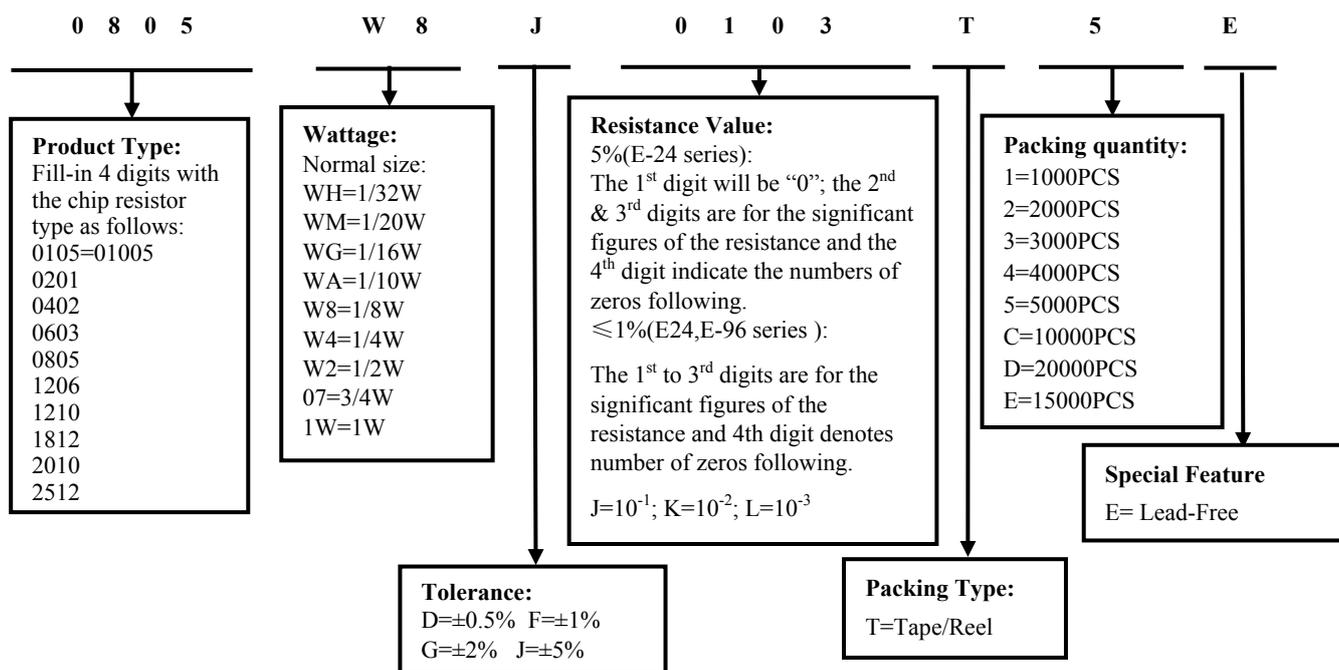 0 8 0 5 W 8 J 0 1 0 3 T 5 E
Product Type:
Fill-in 4 digits with
the chip resistor
type as follows:
0105=01005
0201
0402
0603
0805
1206
1210
1812
2010
2512
Wattage:
Normal size:
WH=1/32W
WM=1/20W
WG=1/16W
WA=1/10W
W8=1/8W
W4=1/4W
W2=1/2W
07=3/4W
1W=1W
Tolerance:
D=±0.5% F=±1%
G=±2% J=±5%
Resistance Value:
5%(E-24 series):
The 1st digit will be “0”; the 2nd
& 3rd digits are for the significant
figures of the resistance and the
4th digit indicate the numbers of
zeros following.
≤1%(E24,E-96 series ):
The 1st to 3rd digits are for the
significant figures of the
resistance and 4th digit denotes
number of zeros following.
J=10-1; K=10-2; L=10-3
Packing Type:
T=Tape/Reel
Packing quantity:
1=1000PCS
2=2000PCS
3=3000PCS
4=4000PCS
5=5000PCS
C=10000PCS
D=20000PCS
E=15000PCS
Special Feature
E= Lead-Free